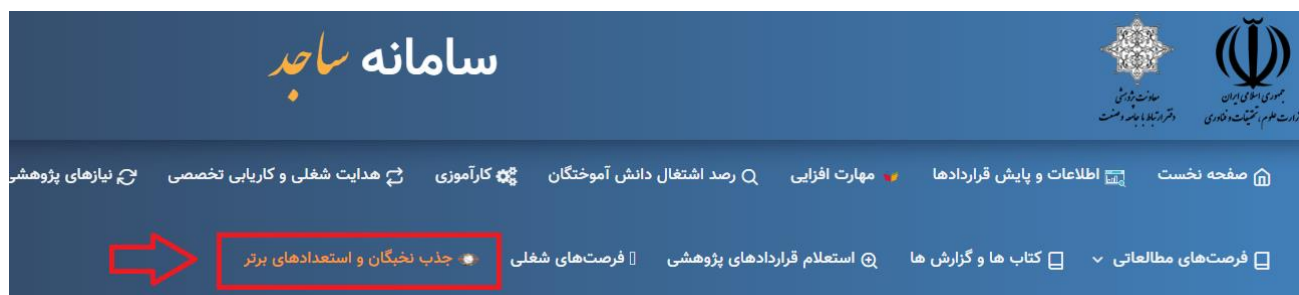 سامانه ساجد
جمهوری اسلامی ایران
وزارت علوم، تحقیقات و فناوری
معاونت پژوهشی
دفتر ارتباط با جامعه و صنعت
صفحه نخست اطلاعات و پایش قراردادها مهارت افزایی رصد اشتغال دانش آموختگان کارآموزی هدایت شغلی و کاریابی تخصصی نیازهای پژوهشی
فرصت‌های مطالعاتی کتاب ها و گزارش ها استعلام قراردادهای پژوهشی فرصت‌های شغلی جذب نخبگان و استعدادهای برتر